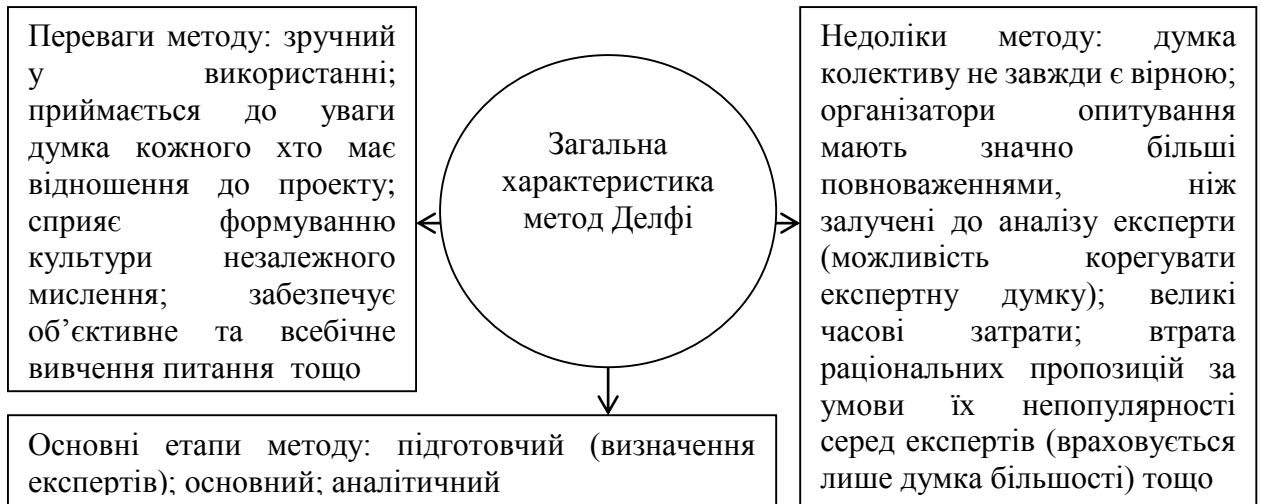 Переваги методу: зручний
у використанні;
приймається до уваги
думка кожного хто має
відношення до проекту;
сприяє формуванню
культури незалежного
мислення; забезпечує
об’єктивне та всебічне
вивчення питання тощо
Загальна
характеристика
метод Делфі
Недоліки методу: думка
колективу не завжди є вірною;
організатори опитування
мають значно більші
повноваженнями, ніж
залучені до аналізу експерти
(можливість корегувати
експертну думку); великі
часові затрати; втрата
раціональних пропозицій за
умови їх непопулярності
серед експертів (враховується
лише думка більшості) тощо
Основні етапи методу: підготовчий (визначення
експертів); основний; аналітичний